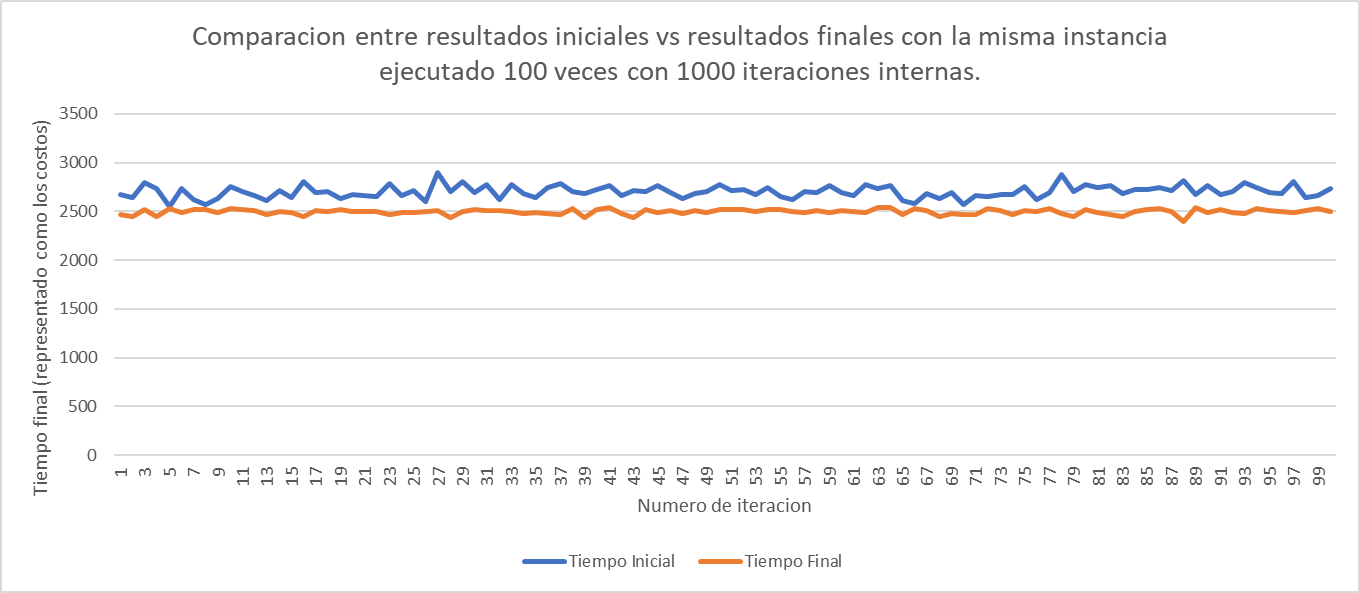 Comparacion entre resultados iniciales vs resultados finales con la misma instancia
ejecutado 100 veces con 1000 iteraciones internas.
Tiempo final (representado como los costos)
3500
3000
2500
2000
1500
1000
500
0
1 3 5 7 9 11 13 15 17 19 21 23 25 27 29 31 33 35 37 39 41 43 45 47 49 51 53 55 57 59 61 63 65 67 69 71 73 75 77 79 81 83 85 87 89 91 93 95 97 99
Numero de iteracion
Tiempo Inicial Tiempo Final